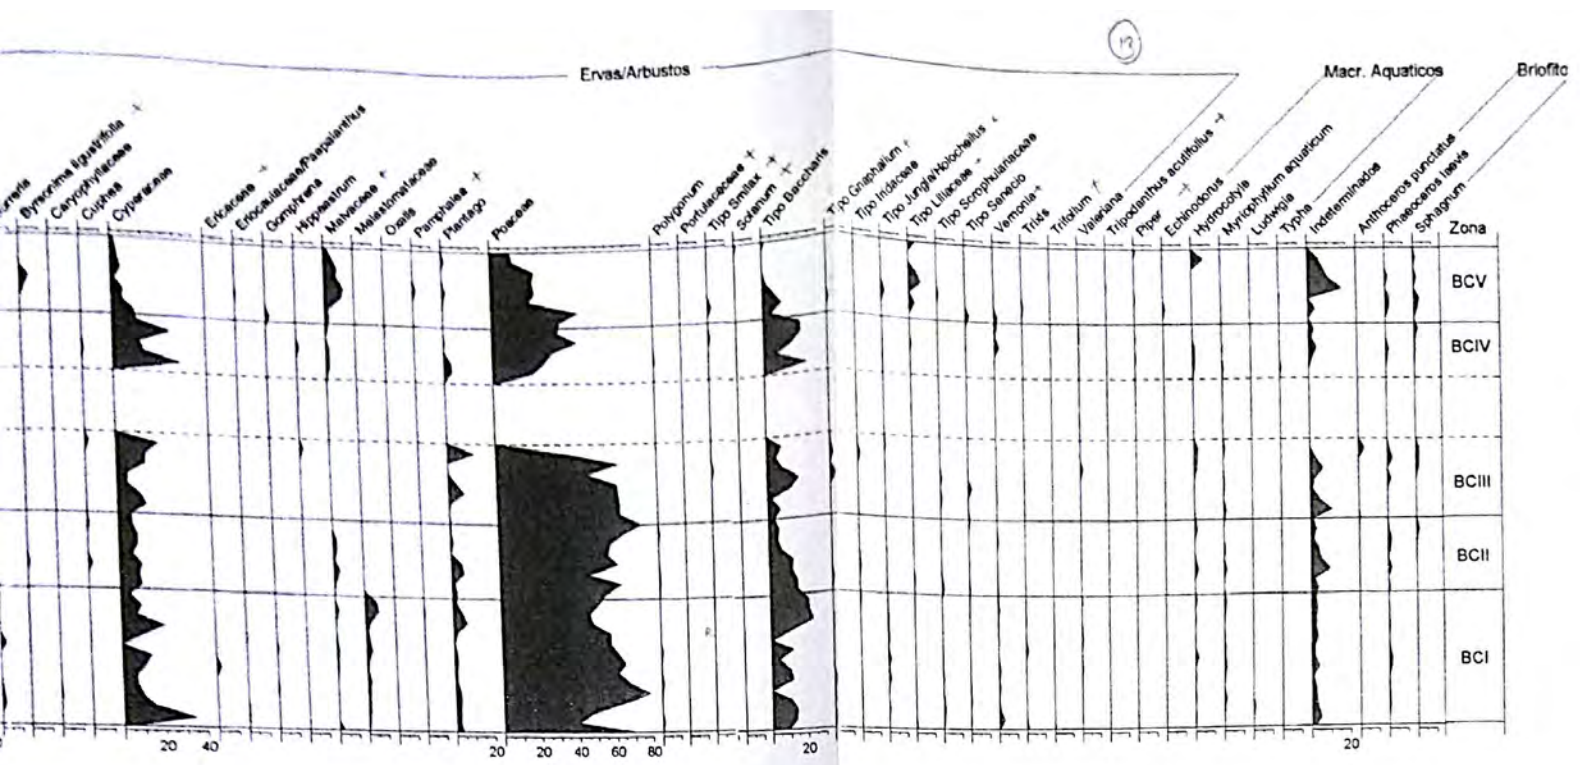 13
Ervas/Arbustos
Macr. Aquaticos
Briofito
Byrsonima ligustrifolia +
Caryophyllaceae
Cuphea
Cyperaceae
Ericaceae +
Eriocaulaceae/Paepalanthus
Gomphrena
Hippeastrum
Malvaceae +
Melastomataceae
Oxalis
Pamphalea +
Plantago
Poaceae
Polygonum
Portulacaceae +
Tipo Smilax +
Solanum +
Tipo Baccharis
Tipo Gnaphalium +
Tipo Iridaceae
Tipo Jungia/Holocheilus
Tipo Liliaceae
Tipo Scrophulariaceae
Tipo Senecio
Vernonia +
Trixis
Trifolium +
Valeriana
Tripodanthus acutifolius +
Piper +
Echinodorus
Hydrocotyle
Myriophyllum aquaticum
Ludwigia
Typha
Indeterminados
Anthoceros punctatus
Phaeoceros laevis
Sphagnum
Zona
BCV
BCIV
BCIII
BCII
BCI
20 40 20 20 40 60 80 20 20